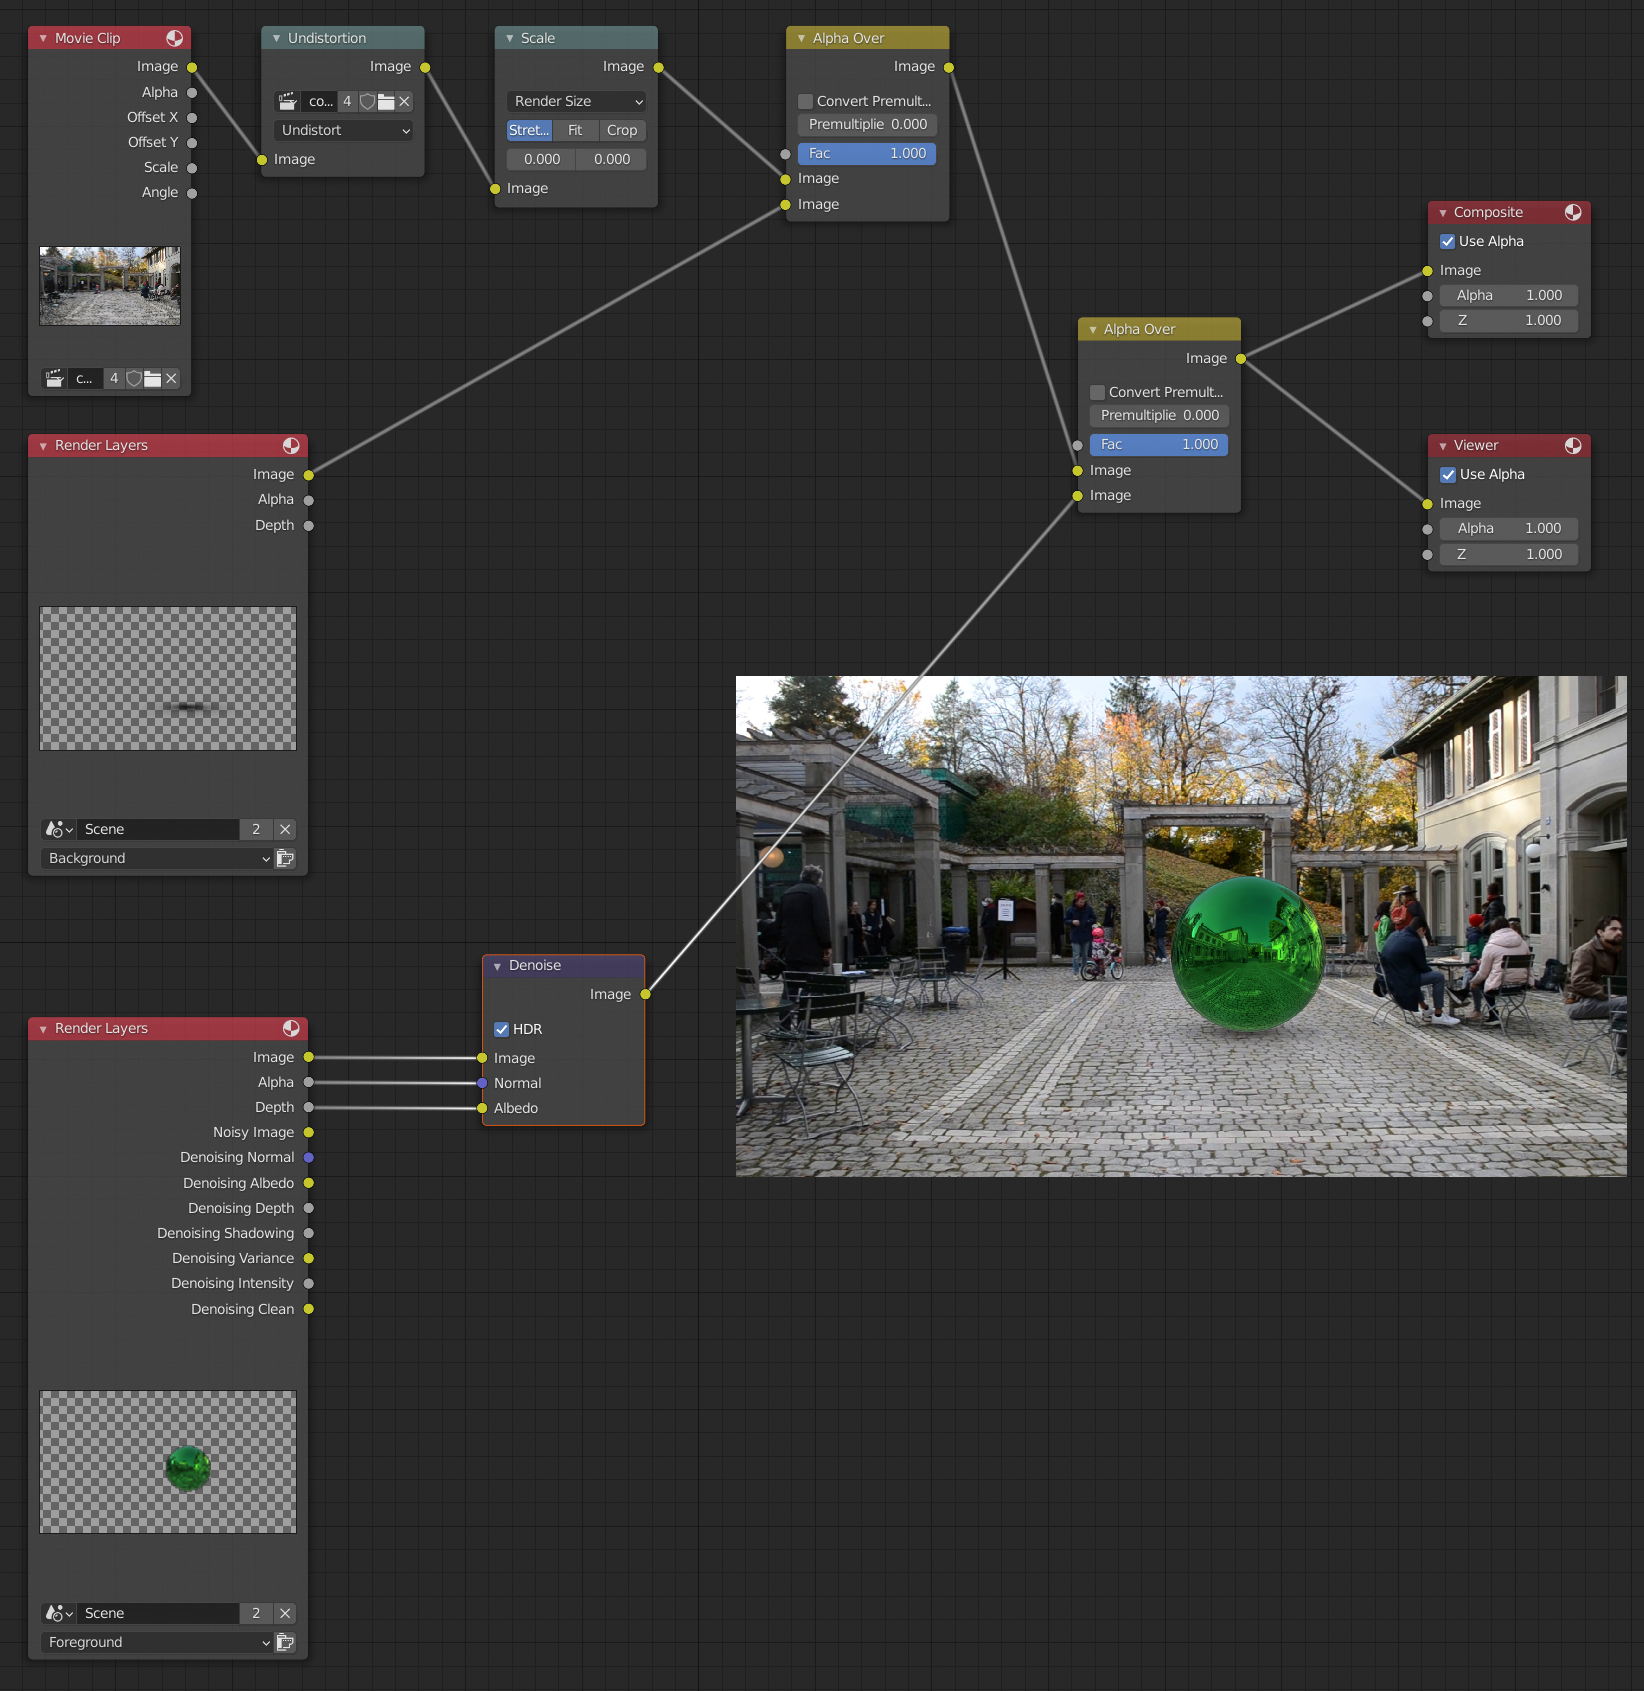 Movie Clip
Image
Alpha
Offset X
Offset Y
Scale
Angle
c...
4
Undistortion
Image
co...
4
Undistort
Image
Scale
Image
Render Size
Stret...
Fit
Crop
0.000
0.000
Image
Alpha Over
Image
Convert Premult...
Premultiplie 0.000
Fac 1.000
Image
Image
Composite
Use Alpha
Image
Alpha 1.000
Z 1.000
Alpha Over
Image
Convert Premult...
Premultiplie 0.000
Fac 1.000
Image
Image
Viewer
Use Alpha
Image
Alpha 1.000
Z 1.000
Render Layers
Image
Alpha
Depth
Scene
2
Background
Denoise
Image
HDR
Image
Normal
Albedo
Render Layers
Image
Alpha
Depth
Noisy Image
Denoising Normal
Denoising Albedo
Denoising Depth
Denoising Shadowing
Denoising Variance
Denoising Intensity
Denoising Clean
Scene
2
Foreground